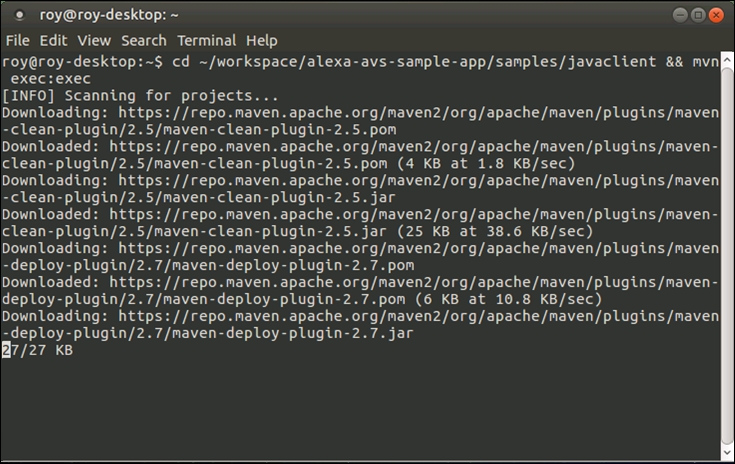 roy@roy-desktop: ~
File Edit View Search Terminal Help
roy@roy-desktop:~$ cd ~/workspace/alexa-avs-sample-app/samples/javaclient && mvn
 exec:exec
[INFO] Scanning for projects...
Downloading: https://repo.maven.apache.org/maven2/org/apache/maven/plugins/maven
-clean-plugin/2.5/maven-clean-plugin-2.5.pom
Downloaded: https://repo.maven.apache.org/maven2/org/apache/maven/plugins/maven-
clean-plugin/2.5/maven-clean-plugin-2.5.pom (4 KB at 1.8 KB/sec)
Downloading: https://repo.maven.apache.org/maven2/org/apache/maven/plugins/maven
-clean-plugin/2.5/maven-clean-plugin-2.5.jar
Downloaded: https://repo.maven.apache.org/maven2/org/apache/maven/plugins/maven-
clean-plugin/2.5/maven-clean-plugin-2.5.jar (25 KB at 38.6 KB/sec)
Downloading: https://repo.maven.apache.org/maven2/org/apache/maven/plugins/maven
-deploy-plugin/2.7/maven-deploy-plugin-2.7.pom
Downloaded: https://repo.maven.apache.org/maven2/org/apache/maven/plugins/maven-
deploy-plugin/2.7/maven-deploy-plugin-2.7.pom (6 KB at 10.8 KB/sec)
Downloading: https://repo.maven.apache.org/maven2/org/apache/maven/plugins/maven
-deploy-plugin/2.7/maven-deploy-plugin-2.7.jar
27/27 KB